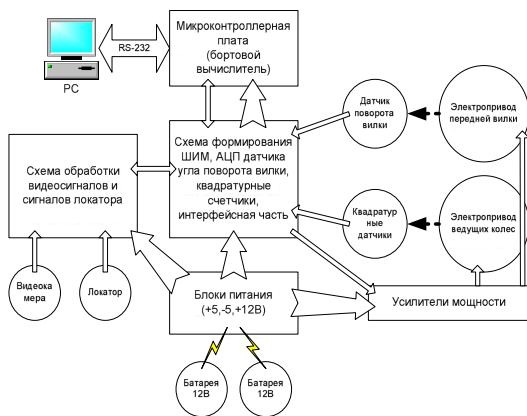 Микроконтроллерная
плата
(бортовой
вычислитель)
RS-232
PC
Датчик
поворота
вилки
Электропривод
передней вилки
Схема формирования
ШИМ, АЦП датчика
угла поворота вилки,
квадратурные
счетчики,
интерфейсная часть
Схема обработки
видеосигналов и
сигналов локатора
Квадратур
ные
датчики
Электропривод
ведущих колес
Видеока
мера
Локатор
Блоки питания
(+5,-5,+12В)
Усилители мощности
Батарея
12В
Батарея
12В